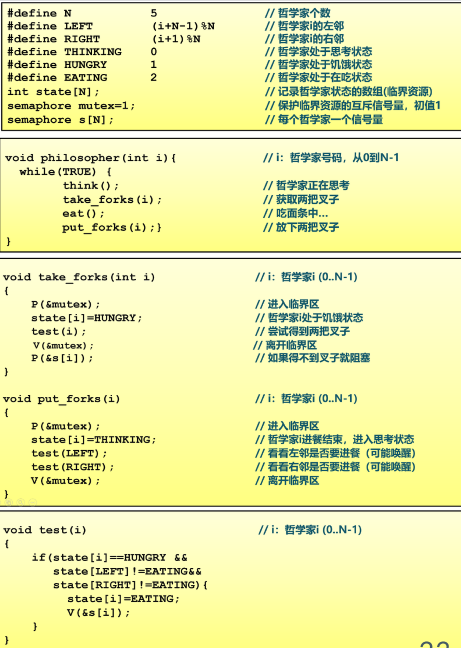 #define N 5 // 哲学家个数
#define LEFT (i+N-1)%N // 哲学家i的左邻
#define RIGHT (i+1)%N // 哲学家i的右邻
#define THINKING 0 // 哲学家处于思考状态
#define HUNGRY 1 // 哲学家处于饥饿状态
#define EATING 2 // 哲学家处于在吃状态
int state[N]; // 记录哲学家状态的数组(临界资源)
semaphore mutex=1; // 保护临界资源的互斥信号量，初值1
semaphore s[N]; // 每个哲学家一个信号量
void philosopher(int i){ // i：哲学家号码，从0到N-1
while(TRUE) {
think(); // 哲学家正在思考
take_forks(i); // 获取两把叉子
eat(); // 吃面条中...
put_forks(i);} // 放下两把叉子
}
void take_forks(int i) // i：哲学家i (0..N-1)
{
P(&mutex); // 进入临界区
state[i]=HUNGRY; // 哲学家i处于饥饿状态
test(i); // 尝试得到两把叉子
V(&mutex); // 离开临界区
P(&s[i]); // 如果得不到叉子就阻塞
}
void put_forks(i) // i：哲学家i (0..N-1)
{
P(&mutex); // 进入临界区
state[i]=THINKING; // 哲学家i进餐结束，进入思考状态
test(LEFT); // 看看左邻是否要进餐（可能唤醒）
test(RIGHT); // 看看右邻是否要进餐（可能唤醒）
V(&mutex); // 离开临界区
}
void test(i) // i：哲学家i (0..N-1)
{
if(state[i]==HUNGRY &&
state[LEFT]!=EATING&&
state[RIGHT]!=EATING){
state[i]=EATING;
V(&s[i]);
}
}